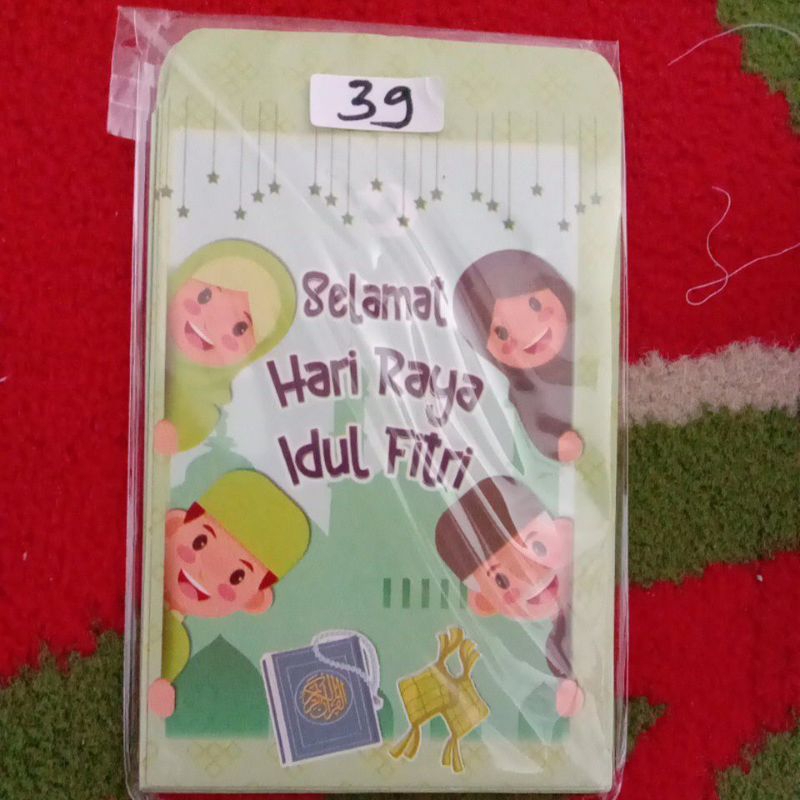 39
Selamat
Hari Raya
Idul Fitri